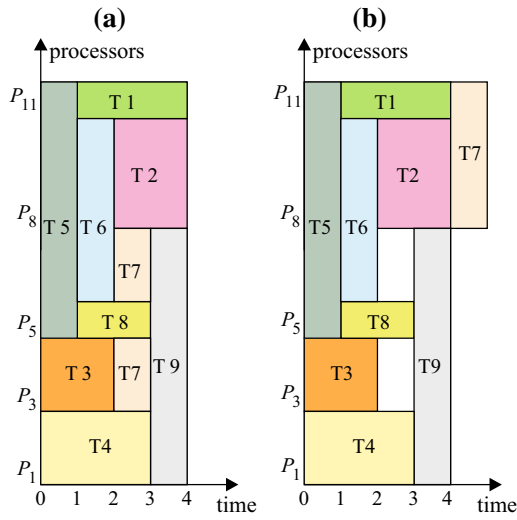 (a) (b)
processors processors
P11 T 1 P11 T1
T 2 T2 T7
P8 T 5 T 6 P8 T5 T6
T7
P5 T 8 P5 T8
T 3 T7 T 9 T3 T9
P3 P3
T4 T4
P1 P1
0 1 2 3 4 time 0 1 2 3 4 time